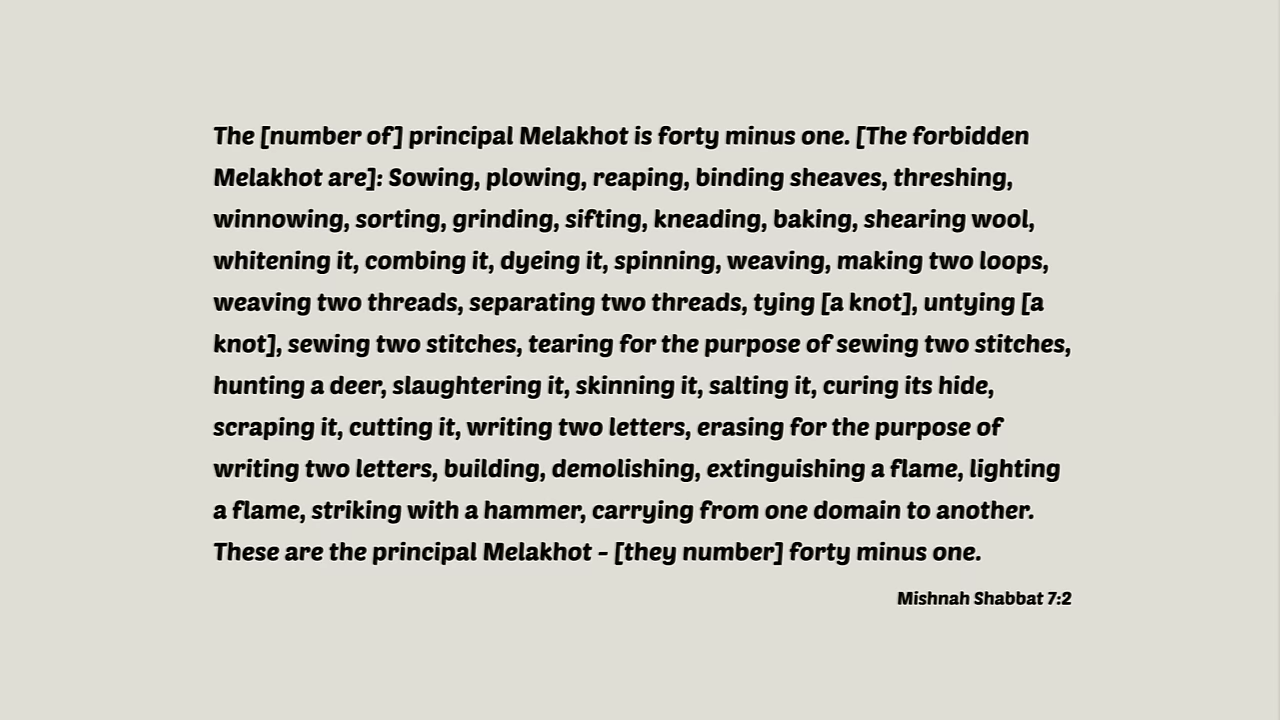 The [number of] principal Melakhot is forty minus one. [The forbidden
Melakhot are]: Sowing, plowing, reaping, binding sheaves, threshing,
winnowing, sorting, grinding, sifting, kneading, baking, shearing wool,
whitening it, combing it, dyeing it, spinning, weaving, making two loops,
weaving two threads, separating two threads, tying [a knot], untying [a
knot], sewing two stitches, tearing for the purpose of sewing two stitches,
hunting a deer, slaughtering it, skinning it, salting it, curing its hide,
scraping it, cutting it, writing two letters, erasing for the purpose of
writing two letters, building, demolishing, extinguishing a flame, lighting
a flame, striking with a hammer, carrying from one domain to another.
These are the principal Melakhot - [they number] forty minus one.
Mishnah Shabbat 7:2